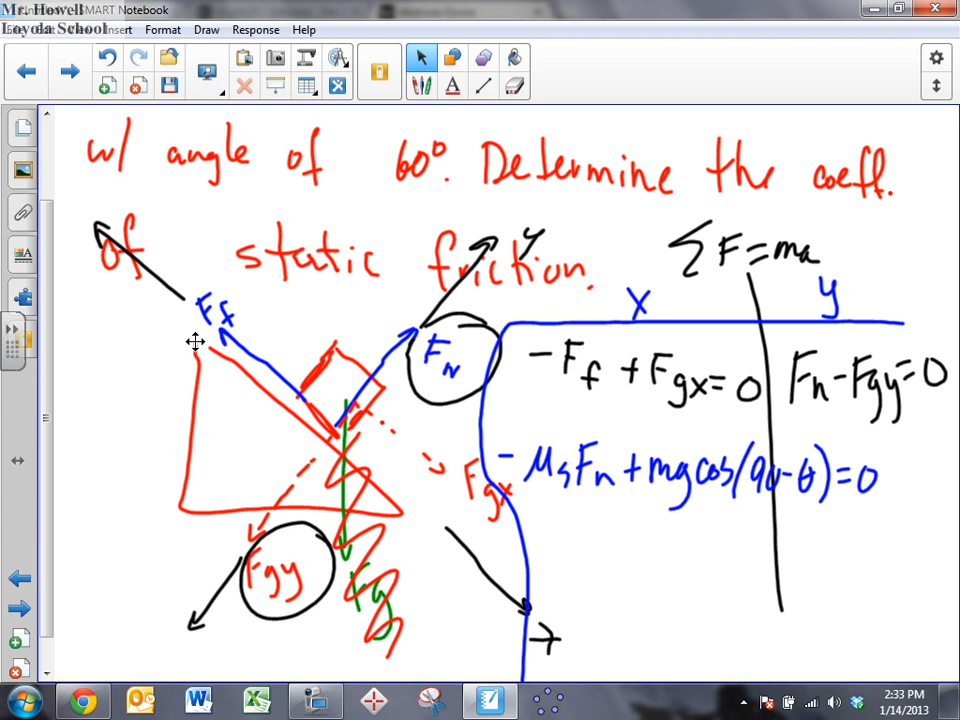 Mr. Howell
SMART Notebook
Loyola School
Insert Format Draw Response Help
w/ angle of 60°. Determine the coeff.
of static friction.
y
ΣF = ma
x y
Ff
Fn
-Ff + Fgx = 0
Fn - Fgy = 0
-μsFn + mg cos(90-θ) = 0
Fgx
Fgy
Fg
x
2:33 PM
1/14/2013